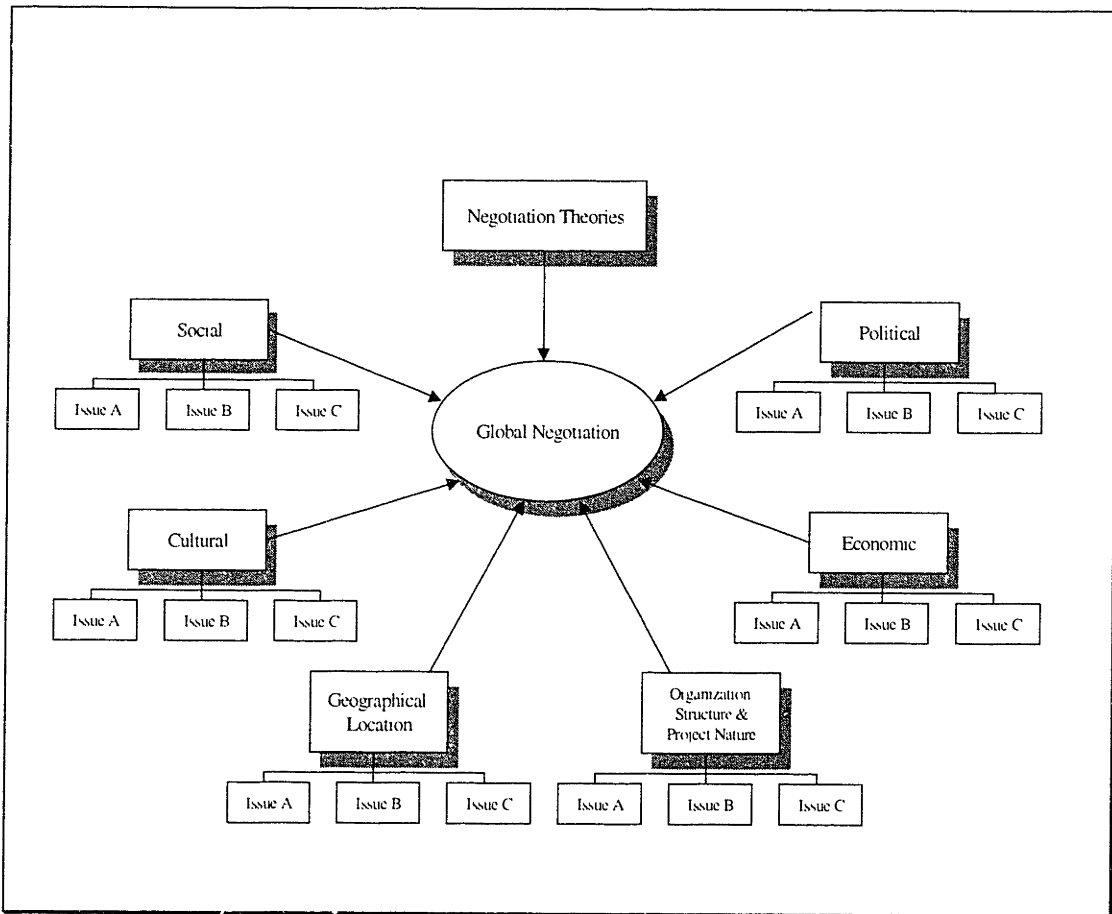 Negotiation Theories
Social
Issue A
Issue B
Issue C
Political
Issue A
Issue B
Issue C
Global Negotiation
Cultural
Issue A
Issue B
Issue C
Economic
Issue A
Issue B
Issue C
Geographical
Location
Issue A
Issue B
Issue C
Organization
Structure &
Project Nature
Issue A
Issue B
Issue C